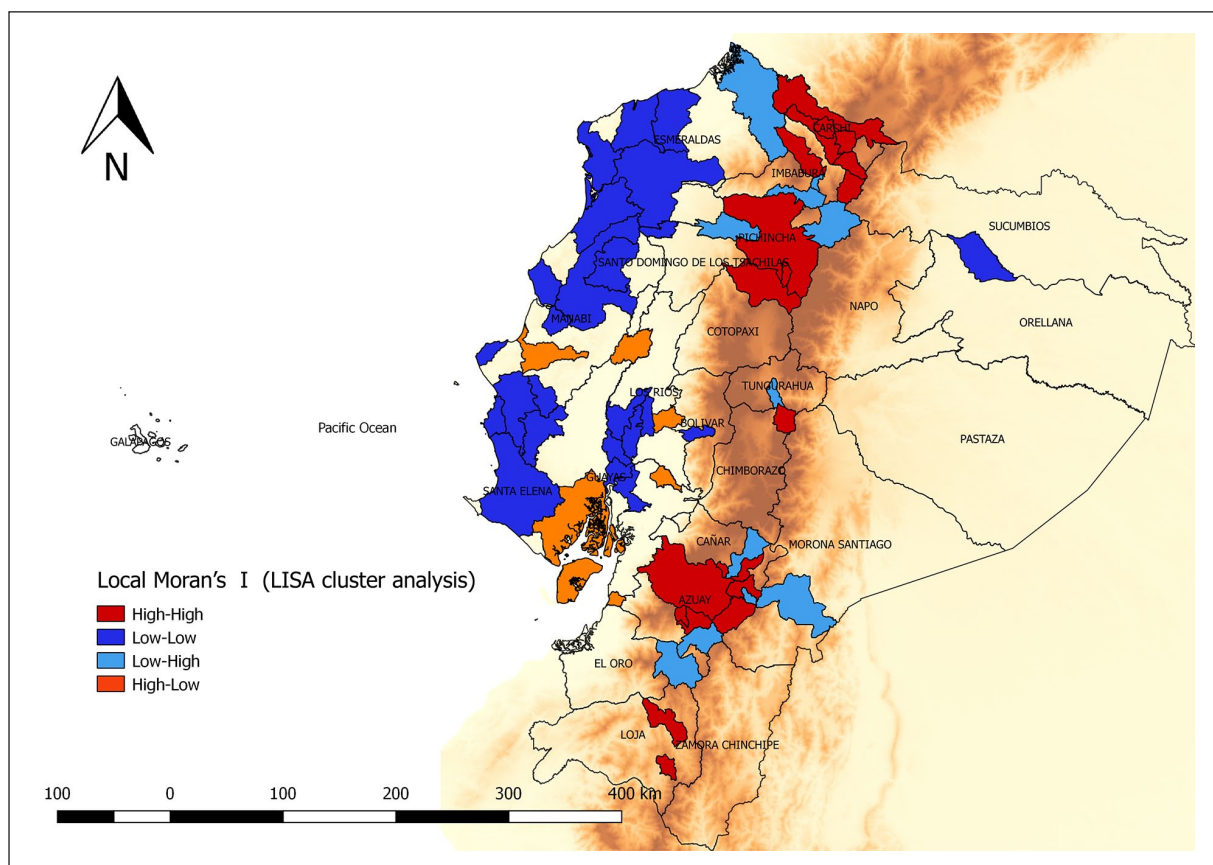 N
ESMERALDAS
CARCHI
IMBABURA
SUCUMBIOS
PICHINCHA
SANTO DOMINGO DE LOS TSACHILAS
NAPO
MANABI
COTOPAXI
ORELLANA
TUNGURAHUA
LOS RIOS
BOLIVAR
GALAPAGOS
Pacific Ocean
PASTAZA
CHIMBORAZO
GUAYAS
SANTA ELENA
CAÑAR
MORONA SANTIAGO
Local Moran's I (LISA cluster analysis)
High-High
Low-Low
Low-High
High-Low
AZUAY
EL ORO
LOJA
ZAMORA CHINCHIPE
100 0 100 200 300 400 km